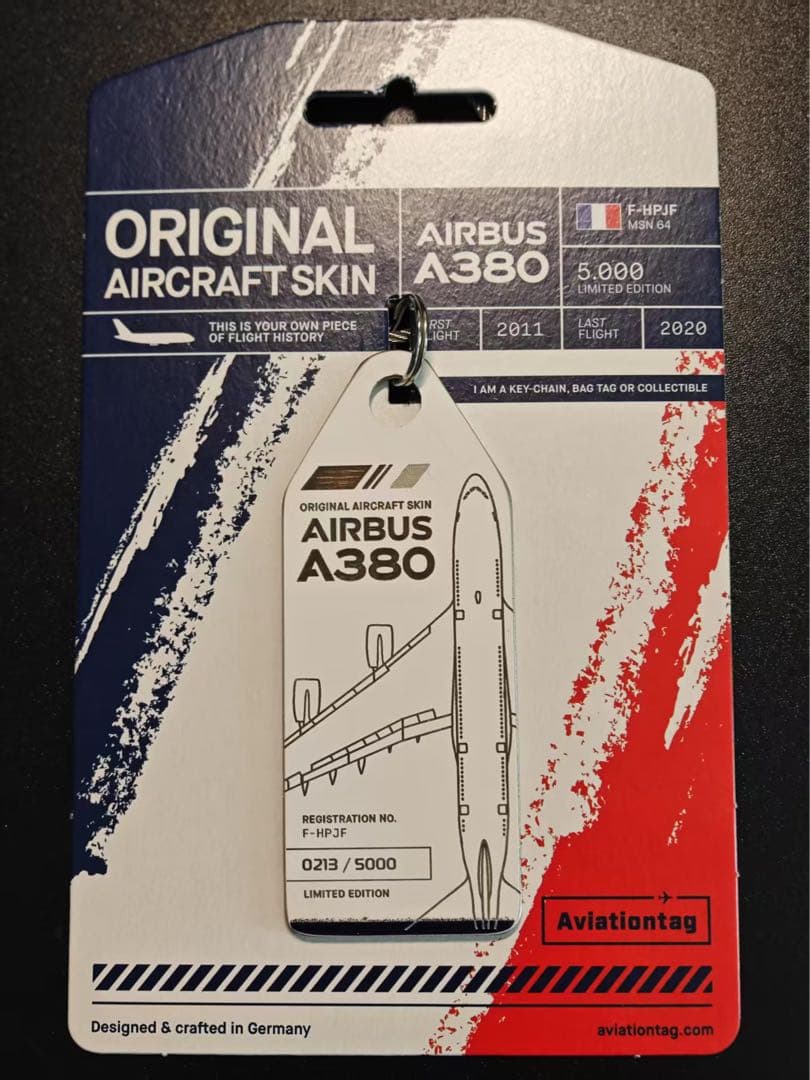 ORIGINAL
AIRCRAFT SKIN
AIRBUS
A380
F-HPJF
MSN 64
5.000
LIMITED EDITION
THIS IS YOUR OWN PIECE
OF FLIGHT HISTORY
2011
LAST
FLIGHT
2020
I AM A KEY-CHAIN, BAG TAG OR COLLECTIBLE
ORIGINAL AIRCRAFT SKIN
AIRBUS
A380
REGISTRATION NO.
F-HPJF
0213 / 5000
LIMITED EDITION
Aviationtag
Designed & crafted in Germany
aviationtag.com